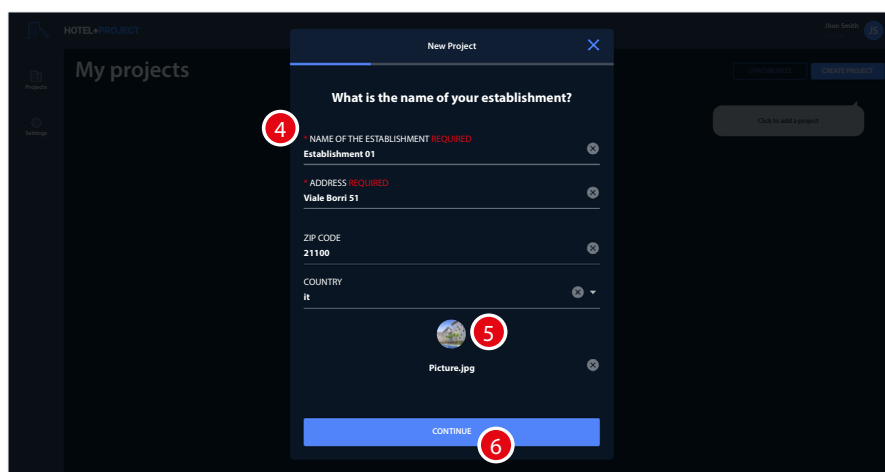 HOTEL+PROJECT
Jhon Smith
JS
My projects
Projects
Settings
SYNCHRONIZE
CREATE PROJECT
Click to add a project
New Project
What is the name of your establishment?
4
* NAME OF THE ESTABLISHMENT REQUIRED
Establishment 01
* ADDRESS REQUIRED
Viale Borri 51
ZIP CODE
21100
COUNTRY
it
5
Picture.jpg
CONTINUE
6